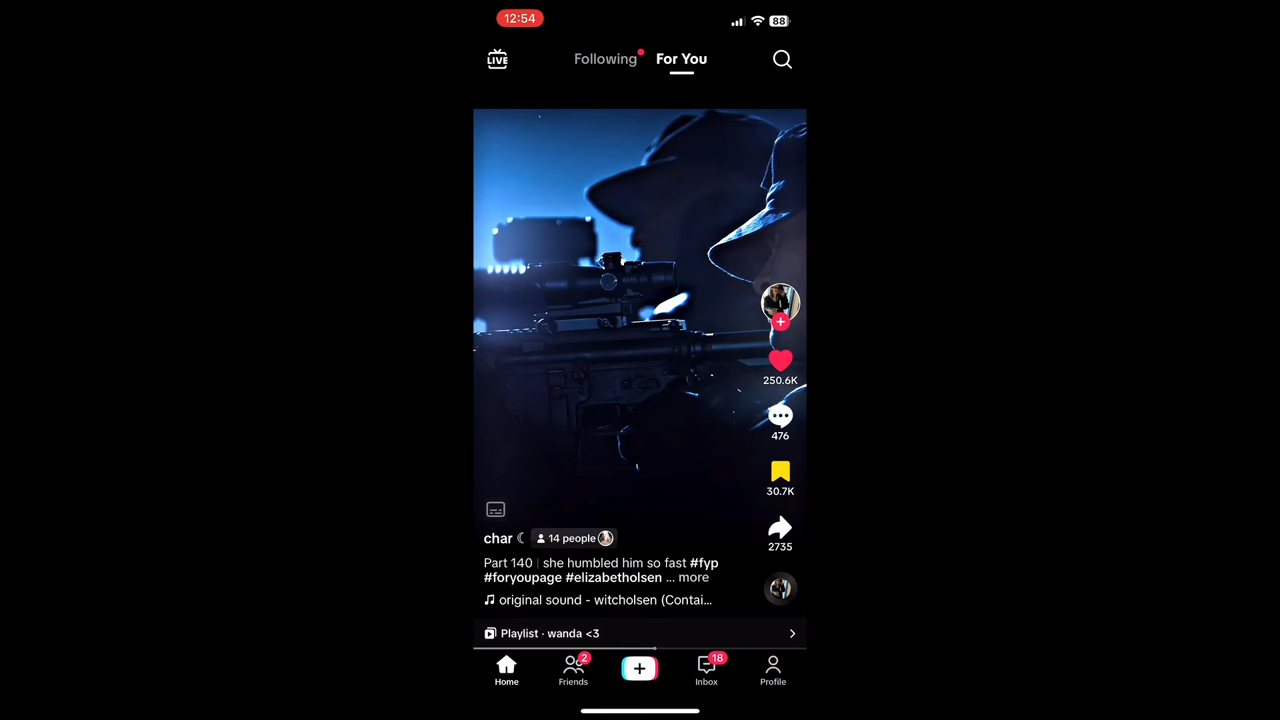 12:54
88
LIVE
Following
For You
250.6K
476
30.7K
2735
char ☾ 14 people
Part 140 | she humbled him so fast #fyp
#foryoupage #elizabetholsen ... more
original sound - witcholsen (Contai...
Playlist · wanda <3
2
18
Home
Friends
Inbox
Profile